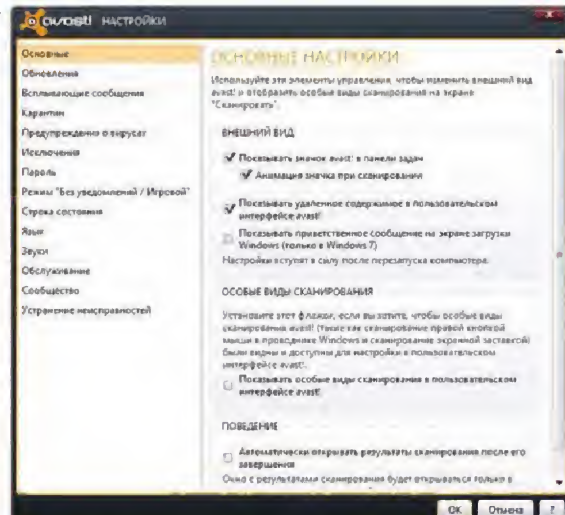 avast! НАСТРОЙКИ
Основные
Обновления
Всплывающие сообщения
Карантин
Предупреждения о вирусах
Исключения
Пароль
Режим "Без уведомлений / Игровой"
Строка состояния
Язык
Звуки
Обслуживание
Сообщество
Устранение неисправностей
ОСНОВНЫЕ НАСТРОЙКИ
Используйте эти элементы управления, чтобы изменить внешний вид
avast! и отобразить особые виды сканирования на экране
"Сканировать".
ВНЕШНИЙ ВИД
Показывать значок avast! в панели задач
Анимация значка при сканировании
Показывать удаленное содержимое в пользовательском
интерфейсе avast!
Показывать приветственное сообщение на экране загрузки
Windows (только в Windows 7)
Настройки вступят в силу после перезапуска компьютера.
ОСОБЫЕ ВИДЫ СКАНИРОВАНИЯ
Установите этот флажок, если вы хотите, чтобы особые виды
сканирования avast! (такие как сканирование правой кнопкой
мыши в проводнике Windows и сканирование экранной заставкой)
были видны и доступны для настройки в пользовательском
интерфейсе avast!.
Показывать особые виды сканирования в пользовательском
интерфейсе avast!
ПОВЕДЕНИЕ
Автоматически открывать результаты сканирования после его
завершения
Окно с результатами сканирования будет открываться только в
OK
Отмена
?